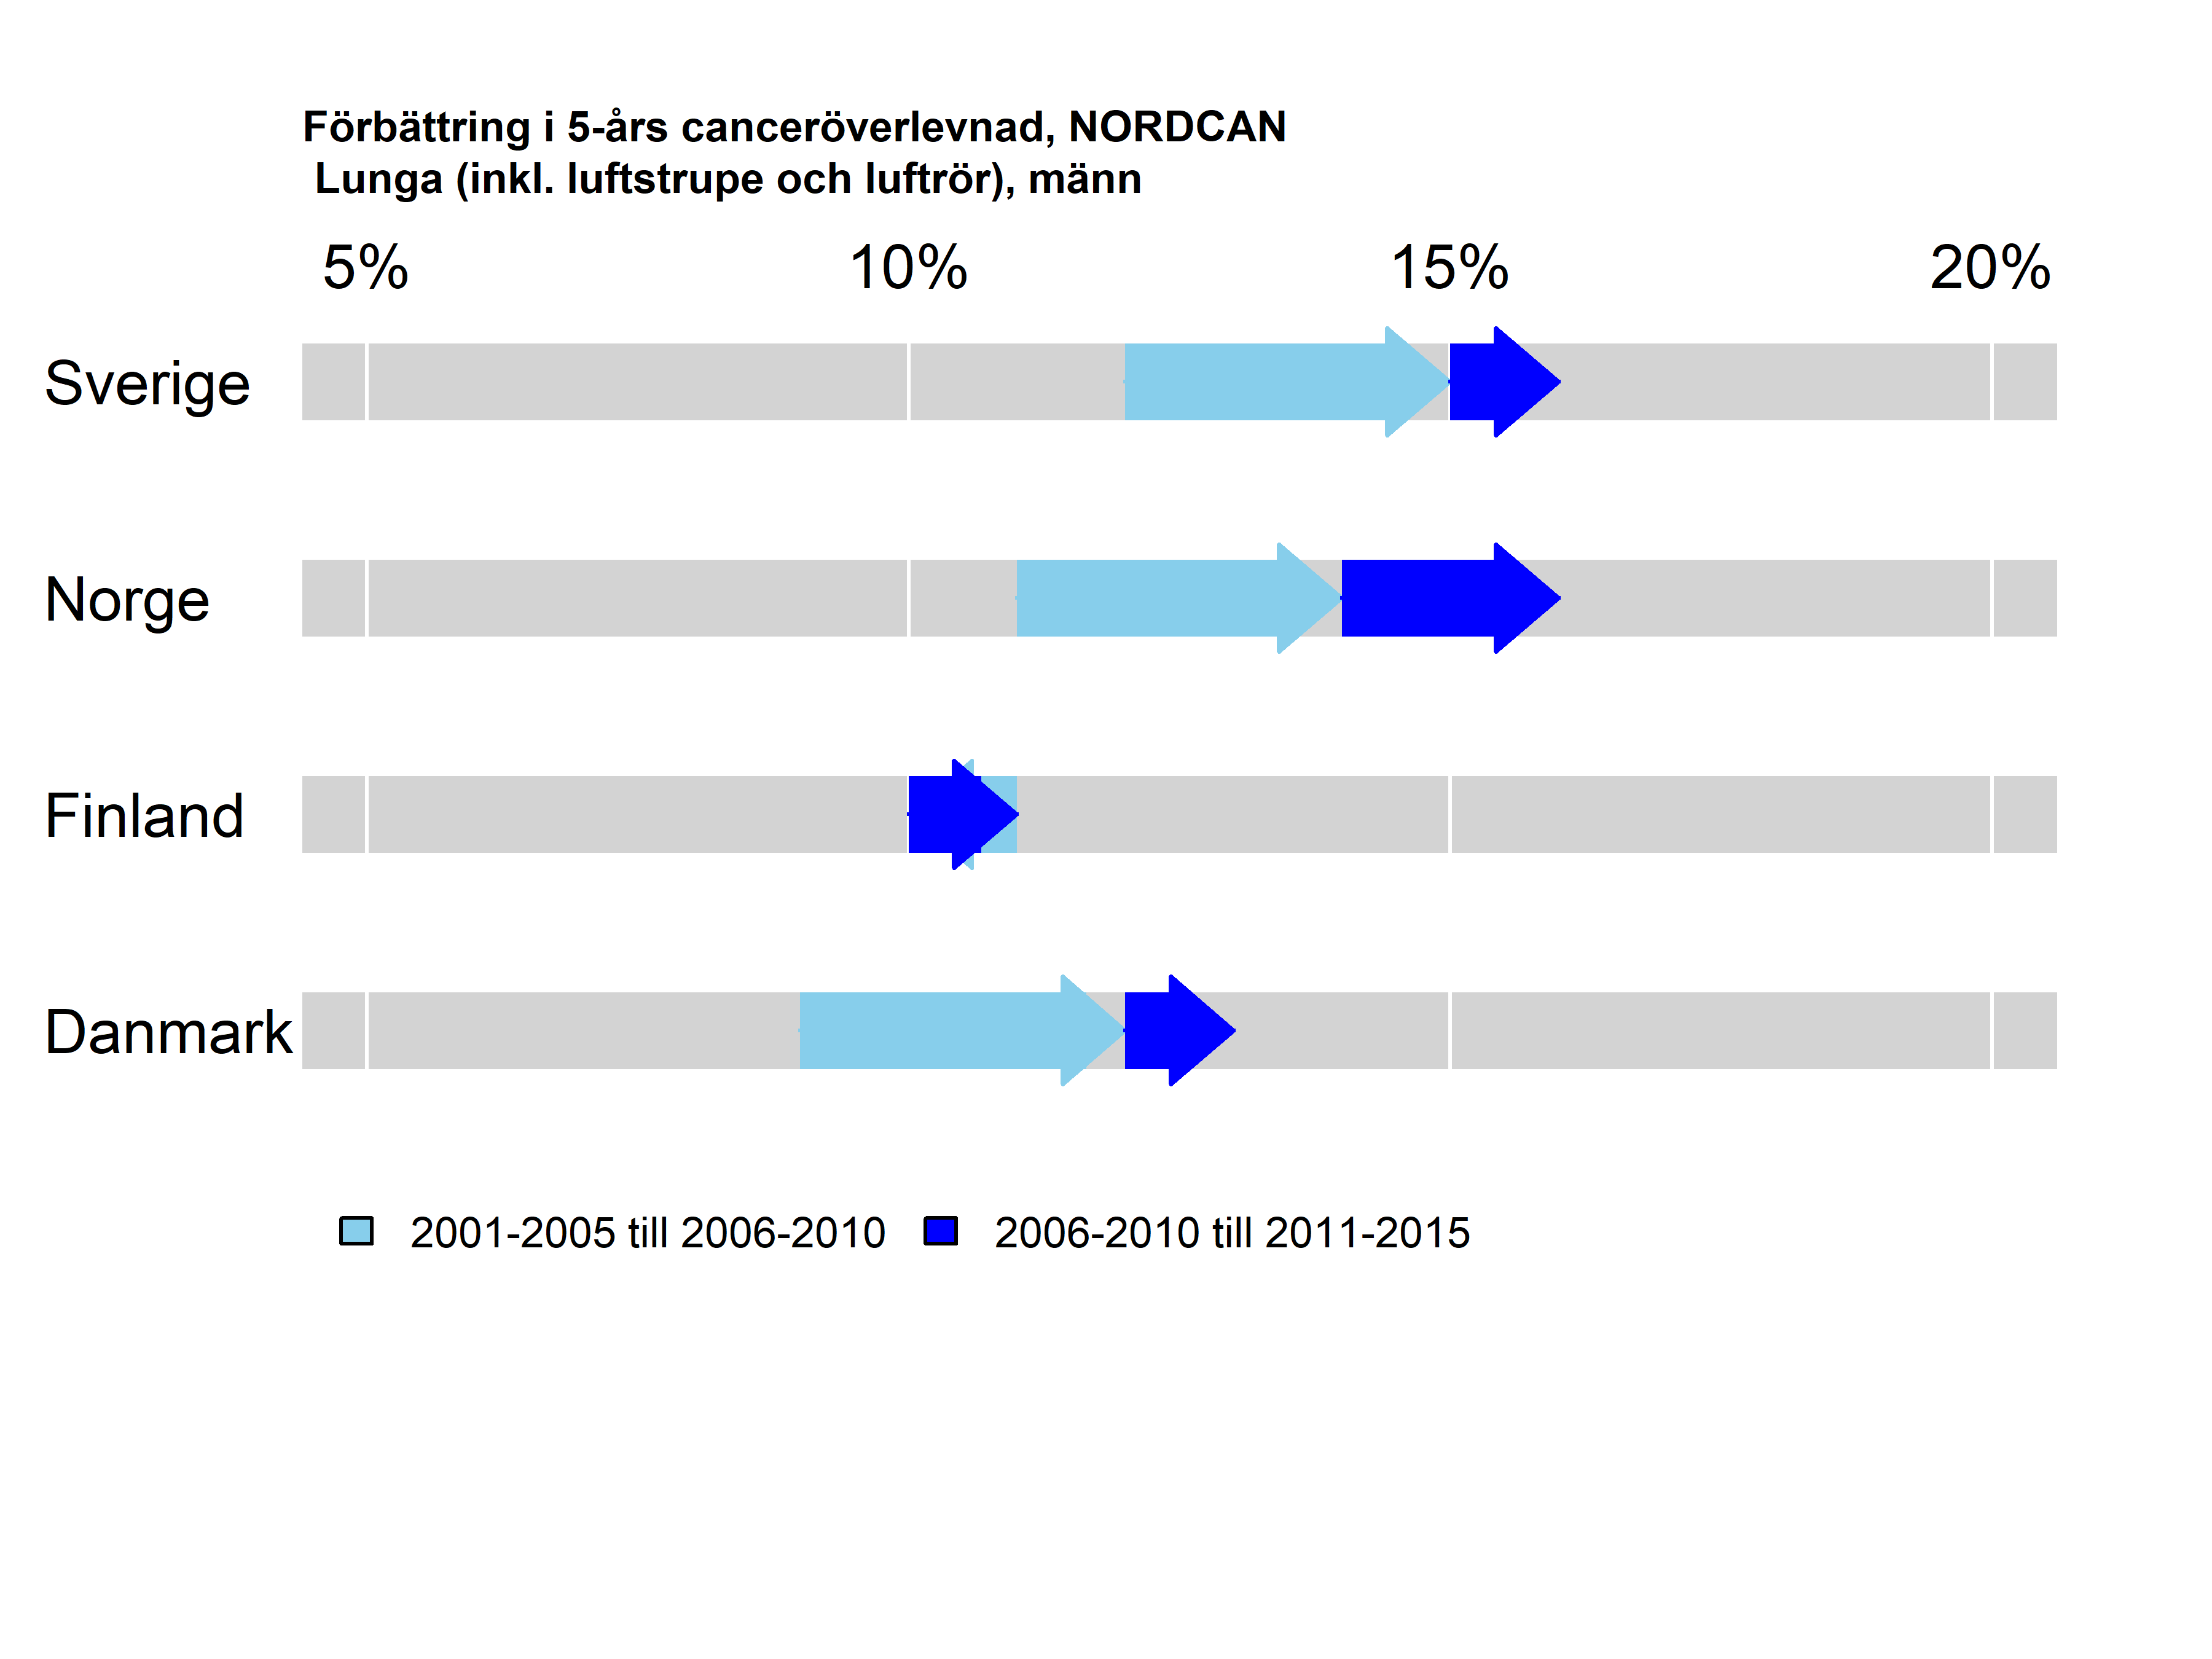 Förbättring i 5-års canceröverlevnad, NORDCAN
Lunga (inkl. luftstrupe och luftrör), männ
5% 10% 15% 20%
Sverige
Norge
Finland
Danmark
2001-2005 till 2006-2010 2006-2010 till 2011-2015